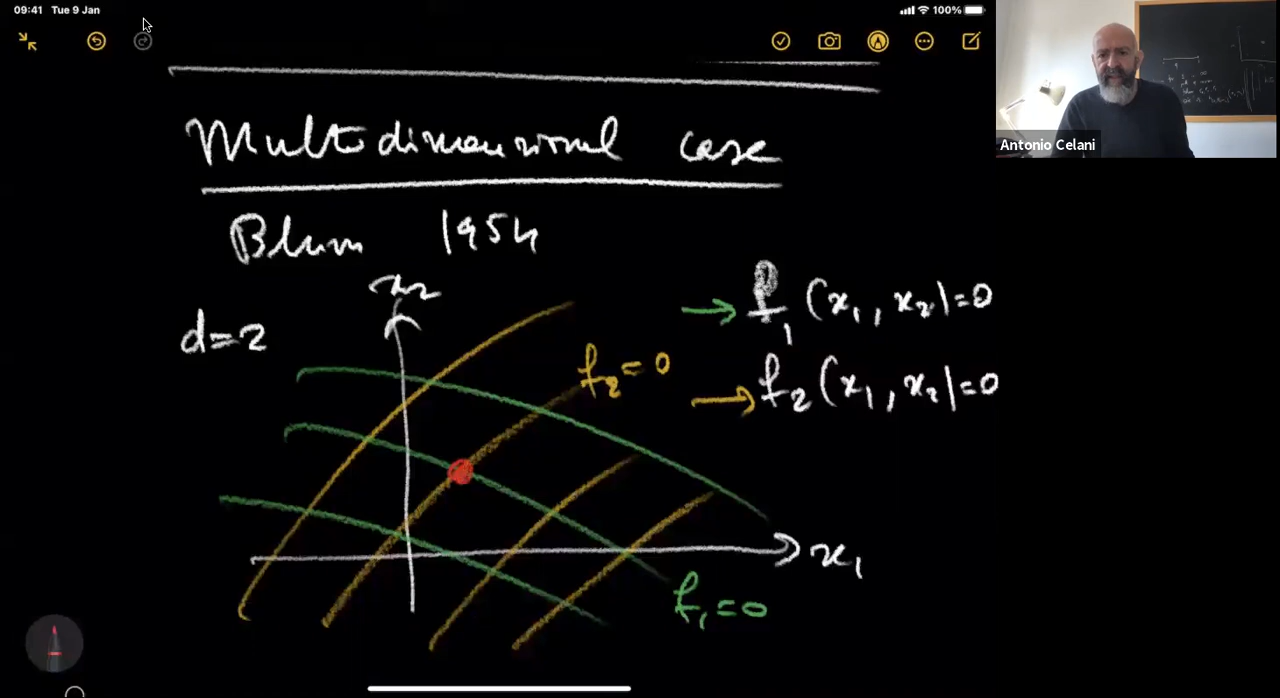 09:41 Tue 9 Jan 100%
Antonio Celani
Multidimensional case
Blum 1954
x₂
d=2
→ f₁(x₁, x₂)=0
f₂=0
→ f₂(x₁, x₂)=0
x₁
f₁=0